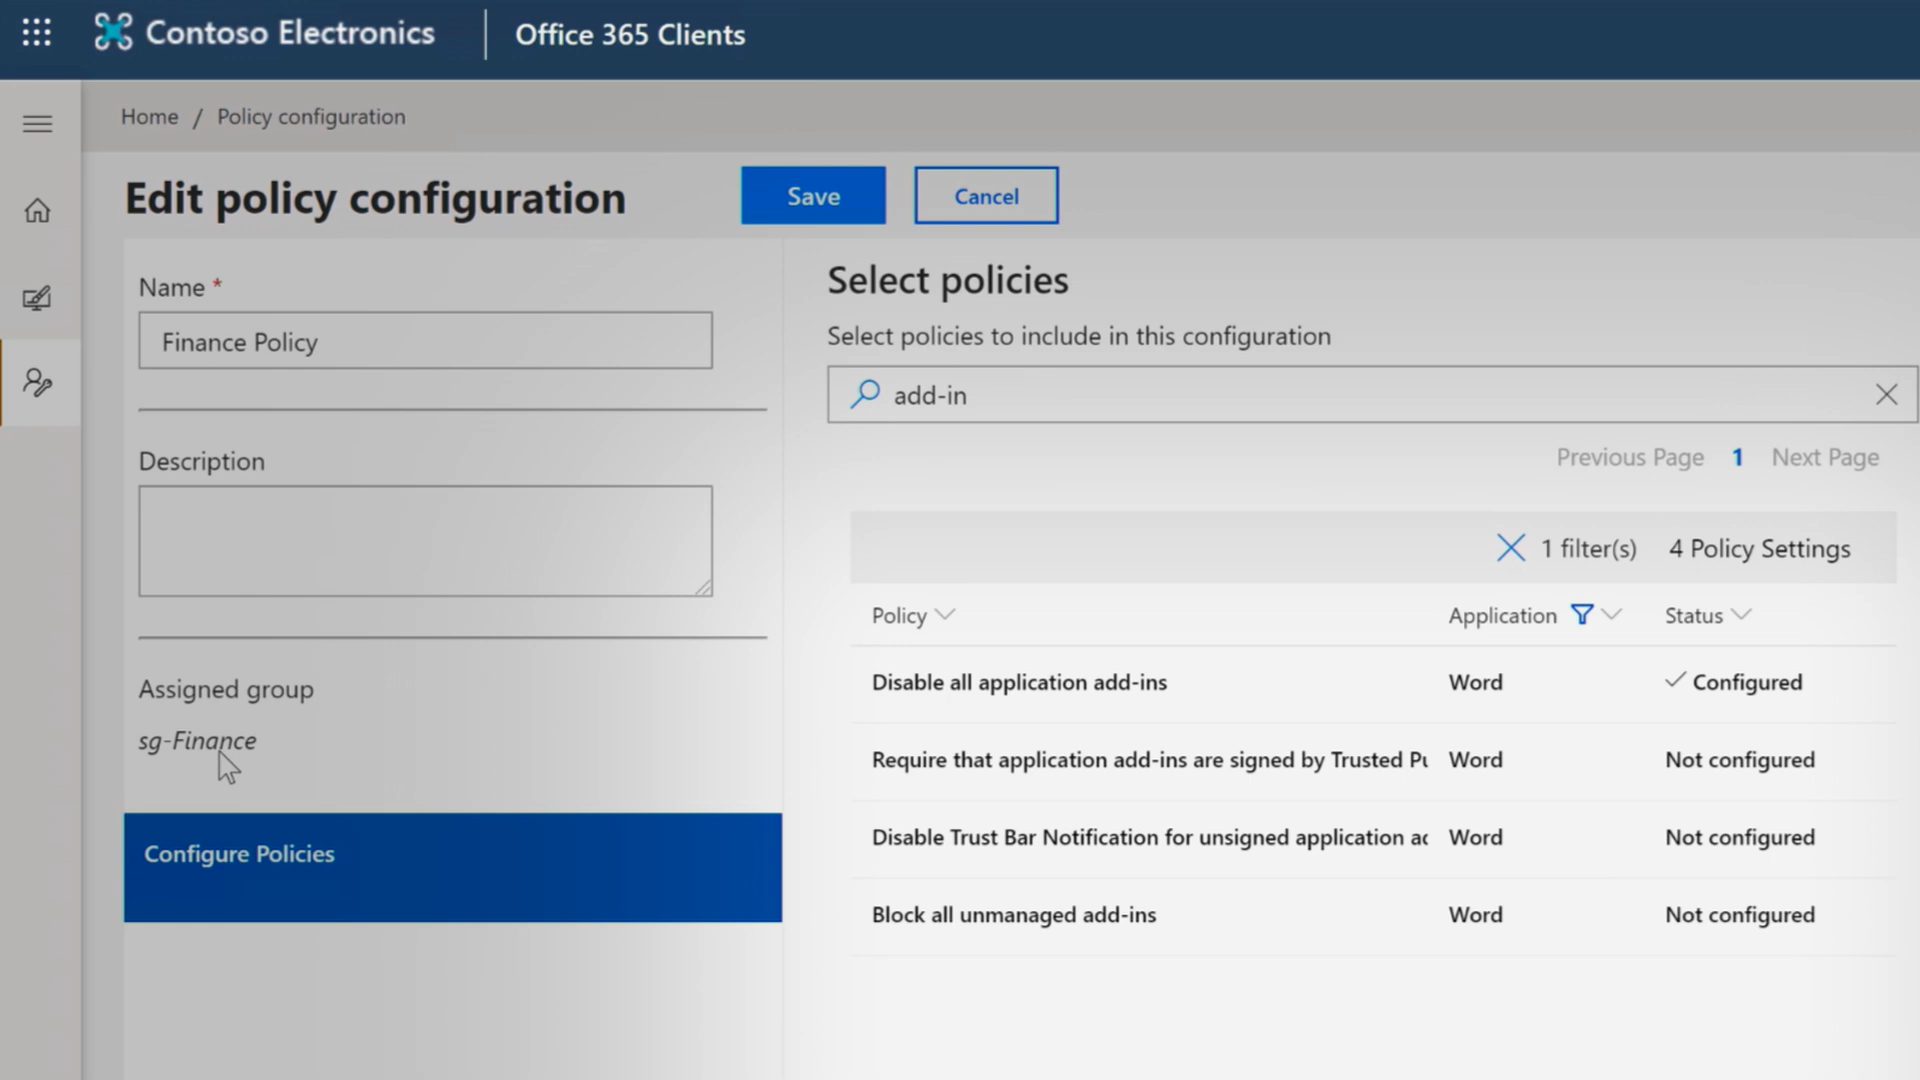 Contoso Electronics
Office 365 Clients
Home / Policy configuration
Edit policy configuration
Save
Cancel
Name *
Finance Policy
Description
Assigned group
sg-Finance
Configure Policies
Select policies
Select policies to include in this configuration
add-in
Previous Page 1 Next Page
1 filter(s) 4 Policy Settings
Policy Application Status
Disable all application add-ins Word Configured
Require that application add-ins are signed by Trusted Word Not configured
Disable Trust Bar Notification for unsigned application Word Not configured
Block all unmanaged add-ins Word Not configured